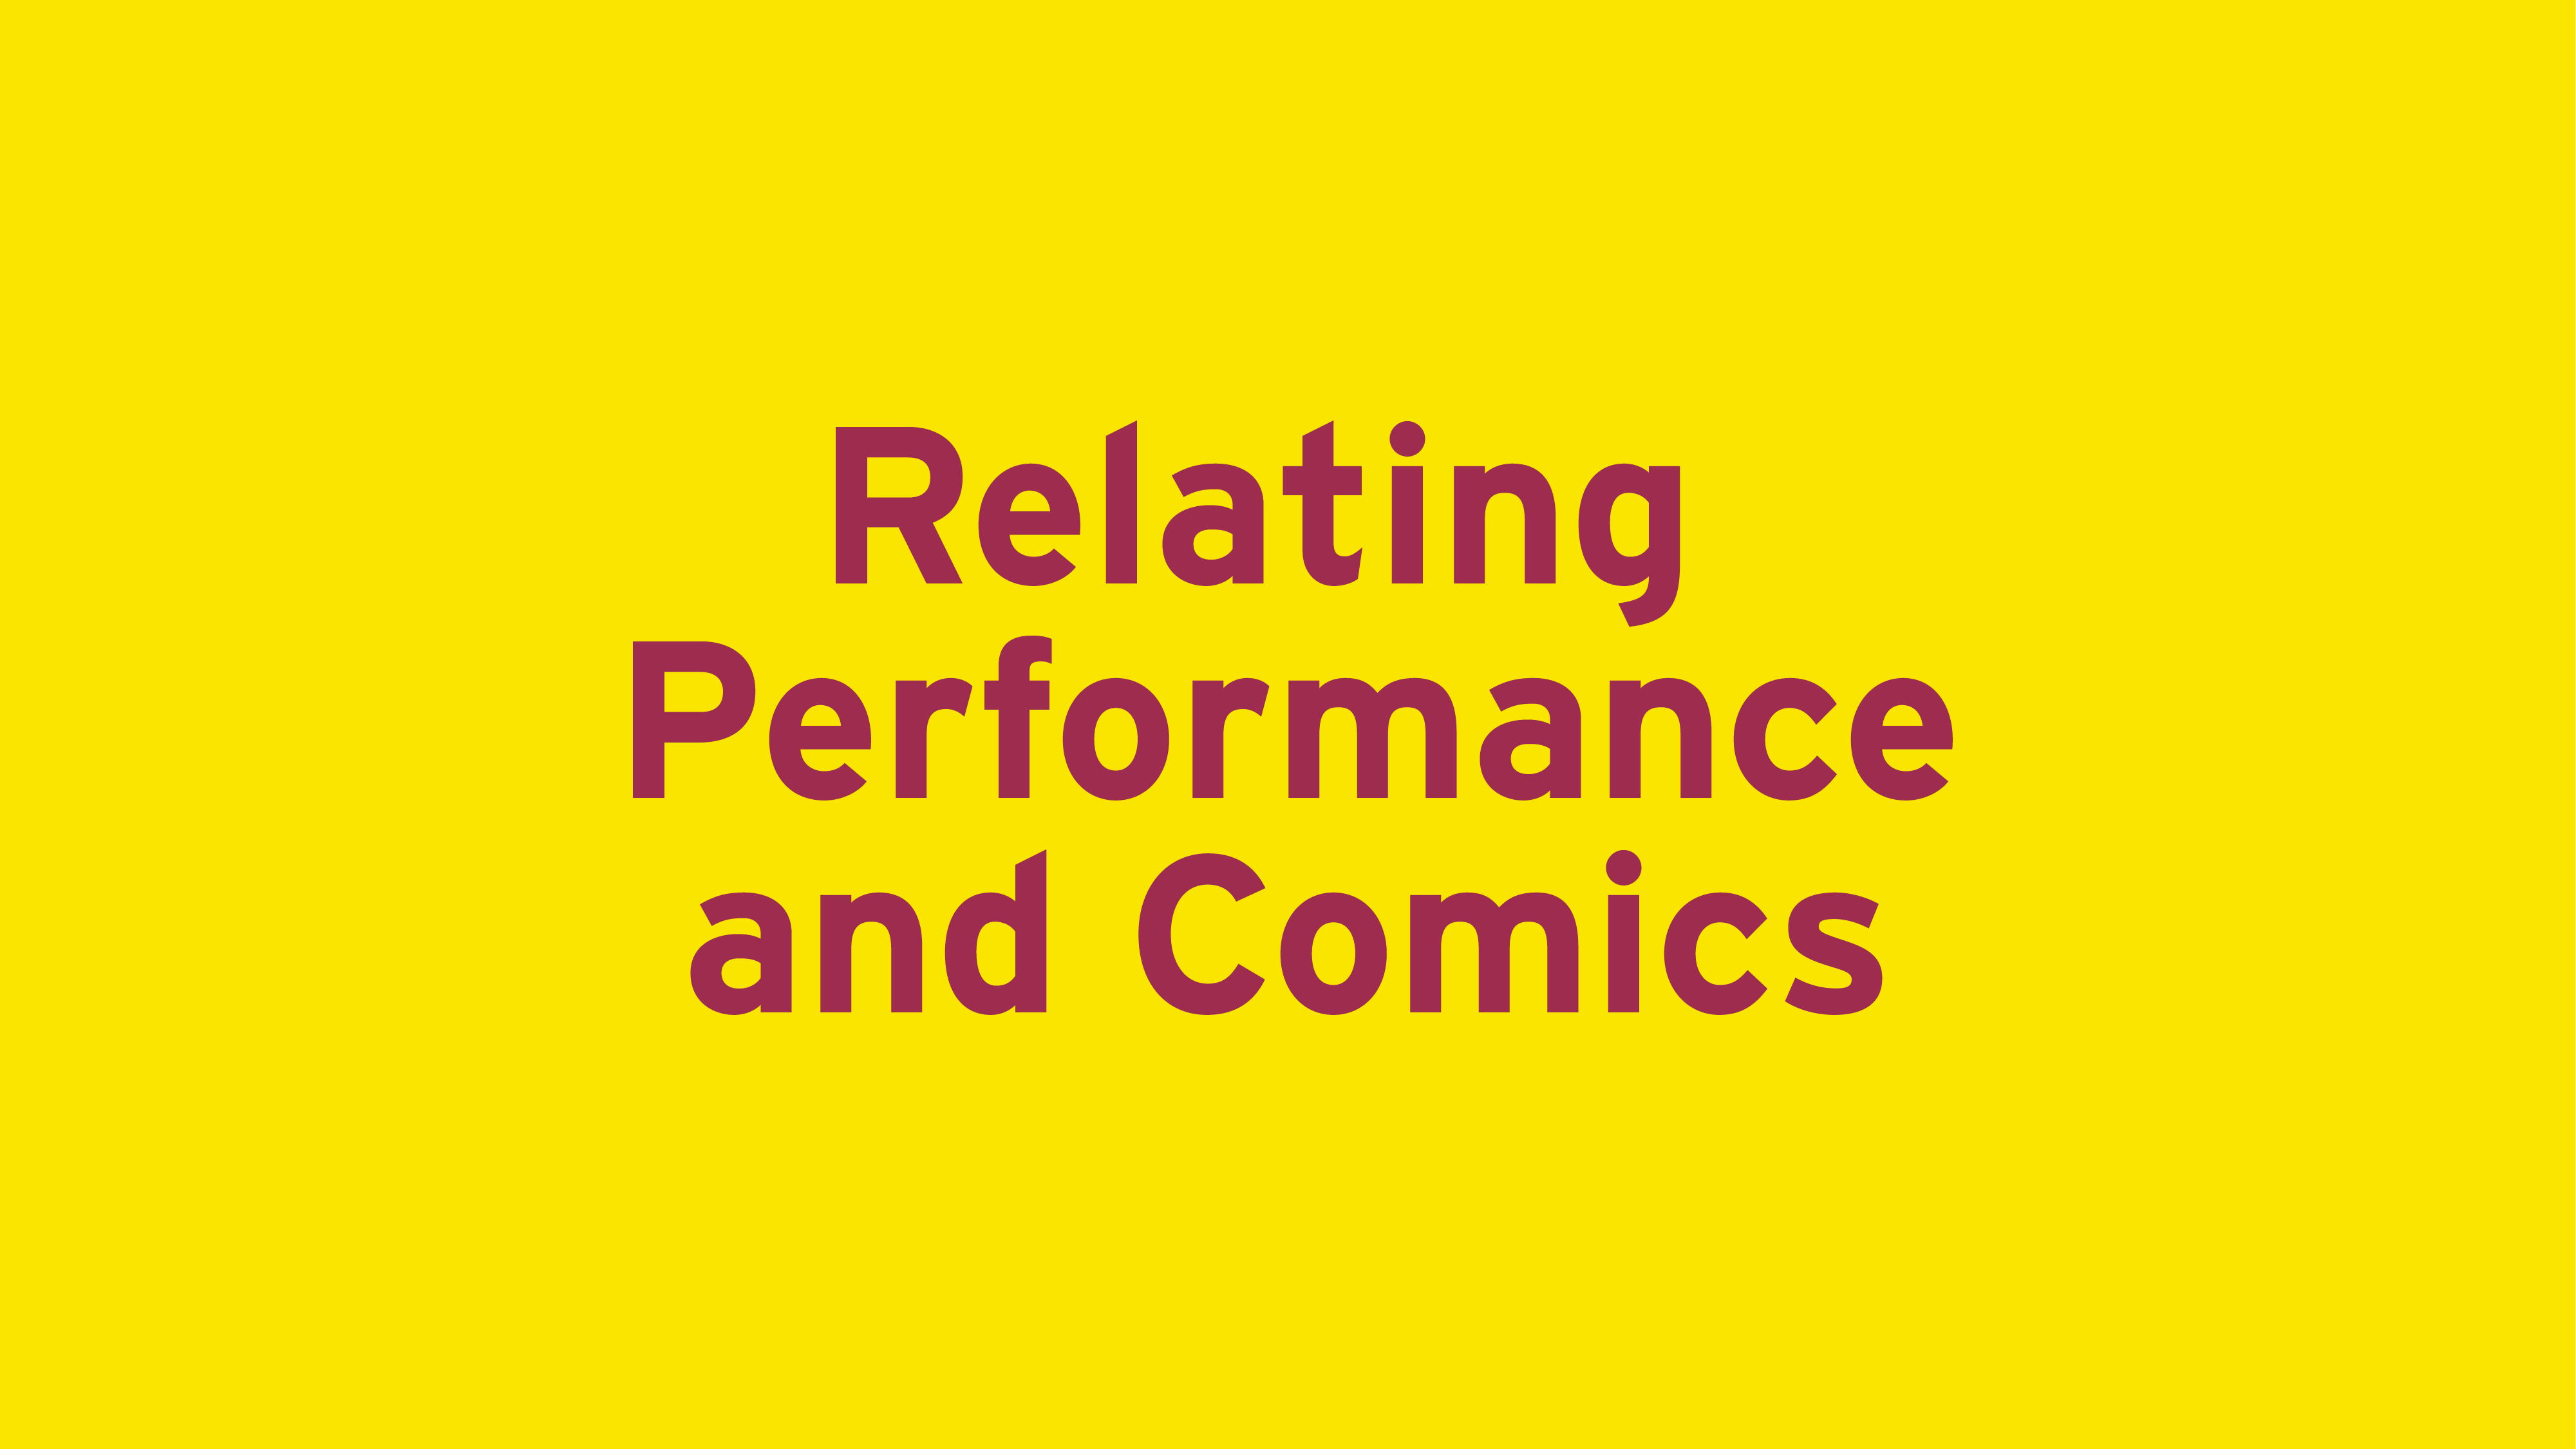 Relating
Performance
and Comics